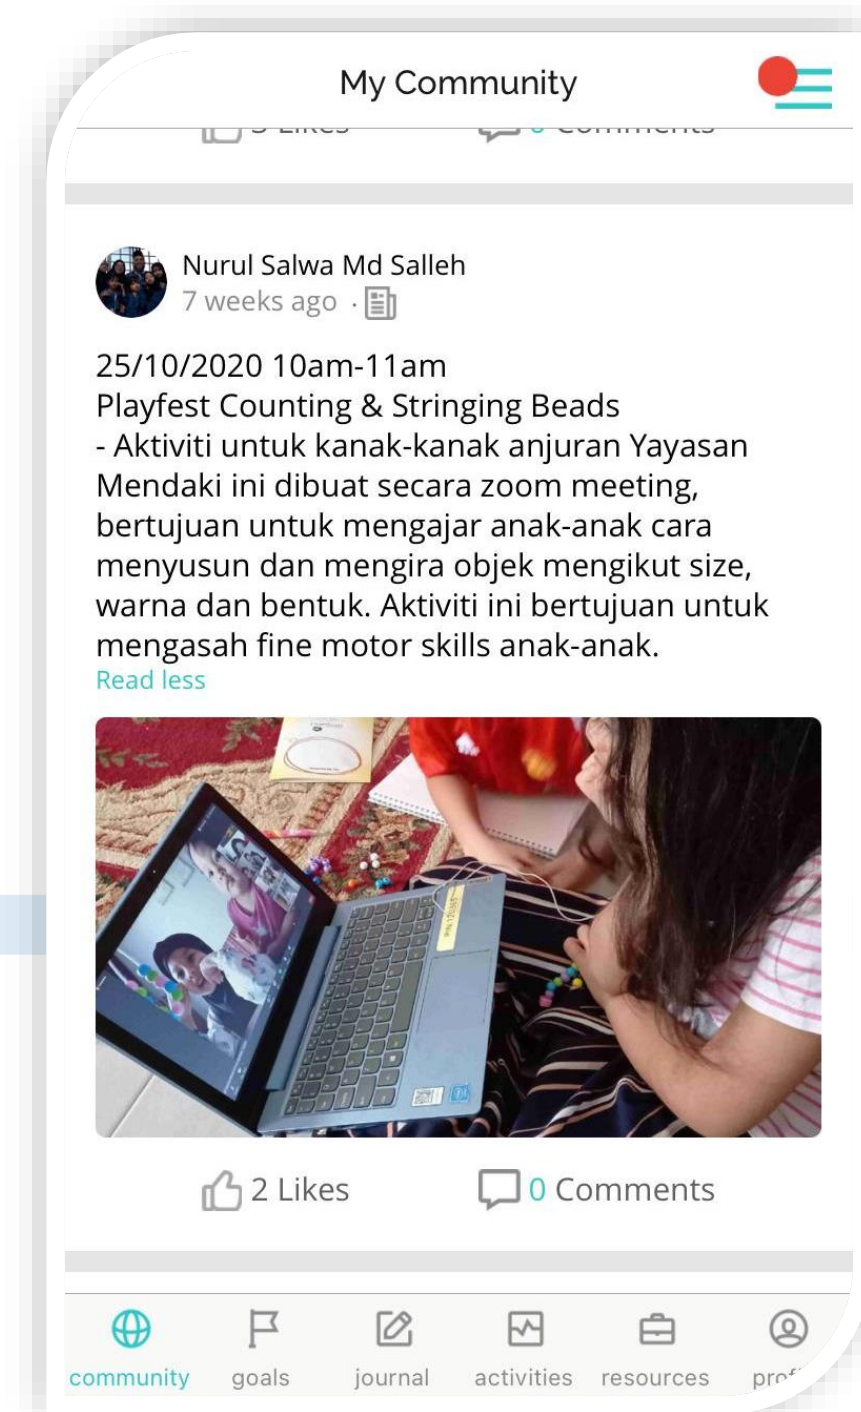 My Community
Nurul Salwa Md Salleh
7 weeks ago ·
25/10/2020 10am-11am
Playfest Counting & Stringing Beads
- Aktiviti untuk kanak-kanak anjuran Yayasan
Mendaki ini dibuat secara zoom meeting,
bertujuan untuk mengajar anak-anak cara
menyusun dan mengira objek mengikut size,
warna dan bentuk. Aktiviti ini bertujuan untuk
mengasah fine motor skills anak-anak.
Read less
2 Likes 0 Comments
community goals journal activities resources